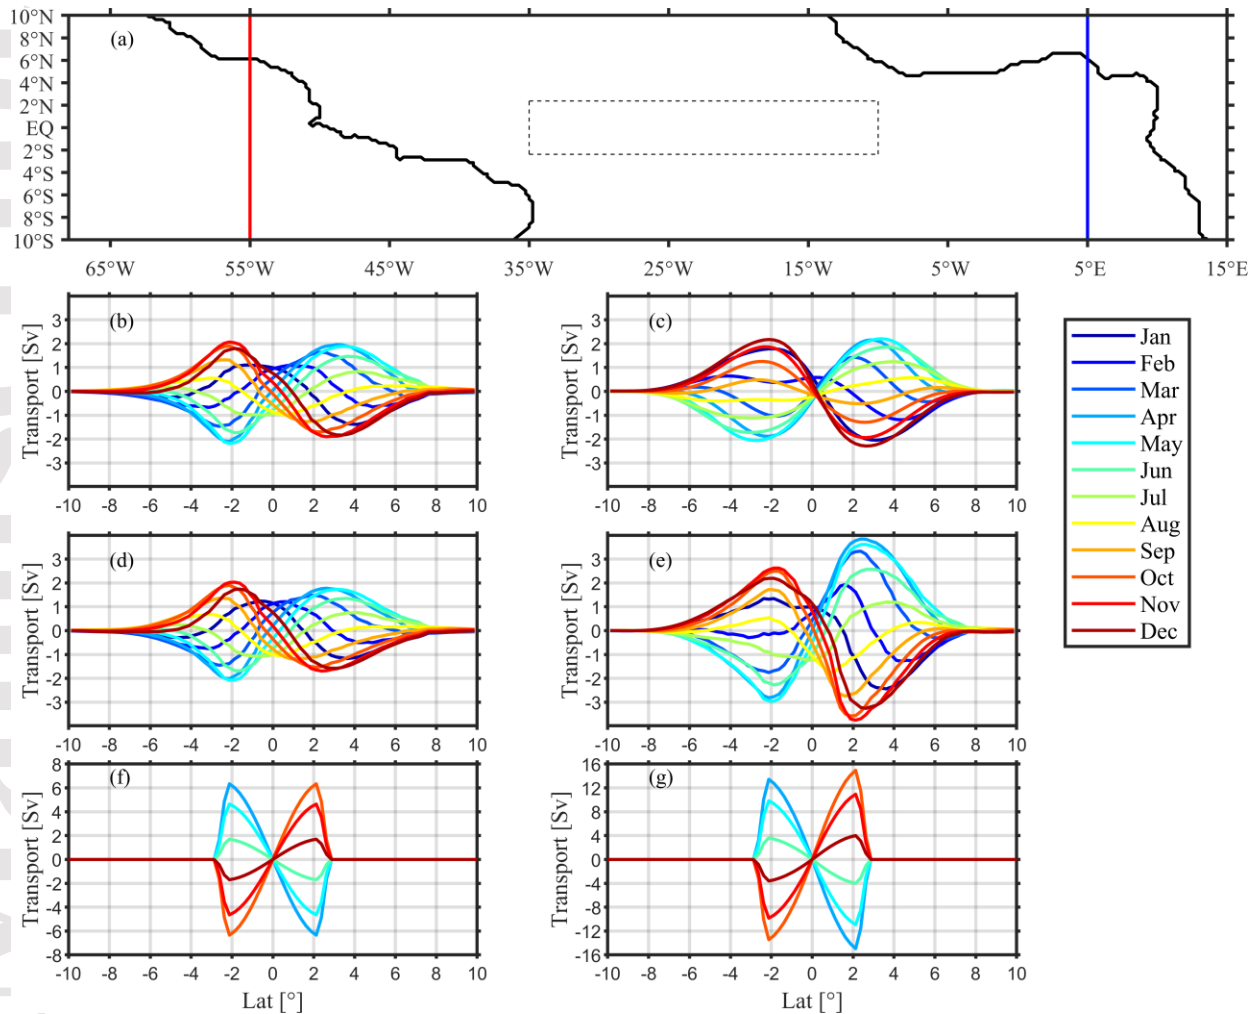 10°N
8°N
6°N
4°N
2°N
EQ
2°S
4°S
6°S
8°S
10°S
(a)
65°W 55°W 45°W 35°W 25°W 15°W 5°W 5°E 15°E
(b)
Transport [Sv]
3
2
1
0
-1
-2
-3
-10 -8 -6 -4 -2 0 2 4 6 8 10
(c)
Transport [Sv]
3
2
1
0
-1
-2
-3
-10 -8 -6 -4 -2 0 2 4 6 8 10
Jan
Feb
Mar
Apr
May
Jun
Jul
Aug
Sep
Oct
Nov
Dec
(d)
Transport [Sv]
3
2
1
0
-1
-2
-3
-10 -8 -6 -4 -2 0 2 4 6 8 10
(e)
Transport [Sv]
3
2
1
0
-1
-2
-3
-10 -8 -6 -4 -2 0 2 4 6 8 10
(f)
Transport [Sv]
8
6
4
2
0
-2
-4
-6
-8
-10 -8 -6 -4 -2 0 2 4 6 8 10
Lat [°]
(g)
Transport [Sv]
16
12
8
4
0
-4
-8
-12
-16
-10 -8 -6 -4 -2 0 2 4 6 8 10
Lat [°]